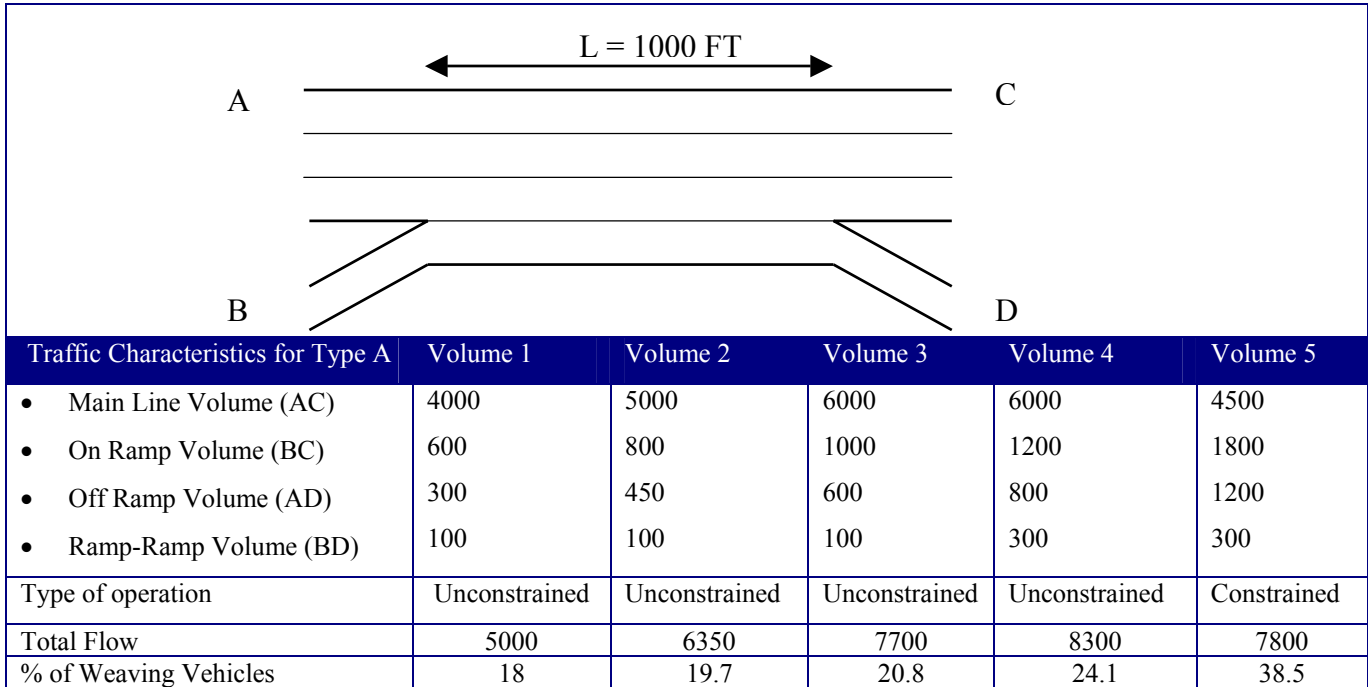 L = 1000 FT
A C
B D
Traffic Characteristics for Type A Volume 1 Volume 2 Volume 3 Volume 4 Volume 5
• Main Line Volume (AC) 4000 5000 6000 6000 4500
• On Ramp Volume (BC) 600 800 1000 1200 1800
• Off Ramp Volume (AD) 300 450 600 800 1200
• Ramp-Ramp Volume (BD) 100 100 100 300 300
Type of operation Unconstrained Unconstrained Unconstrained Unconstrained Constrained
Total Flow 5000 6350 7700 8300 7800
% of Weaving Vehicles 18 19.7 20.8 24.1 38.5